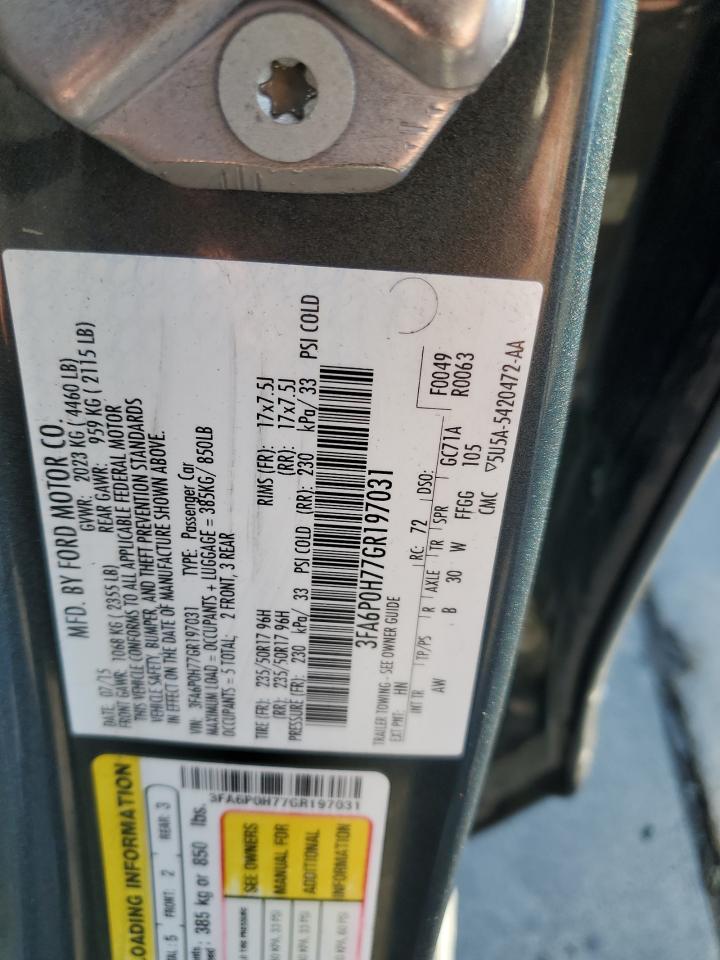 MFD. BY FORD MOTOR CO.
DATE: 07/15 GVWR: 2023 KG ( 4460 LB)
FRONT GAWR: 1068 KG ( 2355 LB) REAR GAWR: 959 KG ( 2115 LB)
THIS VEHICLE CONFORMS TO ALL APPLICABLE FEDERAL MOTOR
VEHICLE SAFETY, BUMPER, AND THEFT PREVENTION STANDARDS
IN EFFECT ON THE DATE OF MANUFACTURE SHOWN ABOVE.
VIN: 3FA6P0H77GR197031 TYPE: Passenger Car
MAXIMUM LOAD = OCCUPANTS + LUGGAGE = 385KG/ 850LB
OCCUPANTS = 5 TOTAL; 2 FRONT, 3 REAR
TIRE (FR): 235/50R17 96H RIMS (FR): 17x7.5J
(RR): 235/50R17 96H (RR): 17x7.5J
PRESSURE (FR): 230 kPa/ 33 PSI COLD (RR): 230 kPa/ 33 PSI COLD
3FA6P0H77GR197031
TRAILER TOWING - SEE OWNER GUIDE
EXT PNT: HN RC: 72 DSO: F0049
R0063
INT TR TP/PS R AXLE TR SPR GC71A
AW B 30 W FFGG 105
CMC ▽5U5A-5420472-AA
LOADING INFORMATION
FRONT: 2 REAR: 3
385 kg or 850 lbs.
3FA6P0H77GR197031
SEE OWNERS
MANUAL FOR
ADDITIONAL
INFORMATION